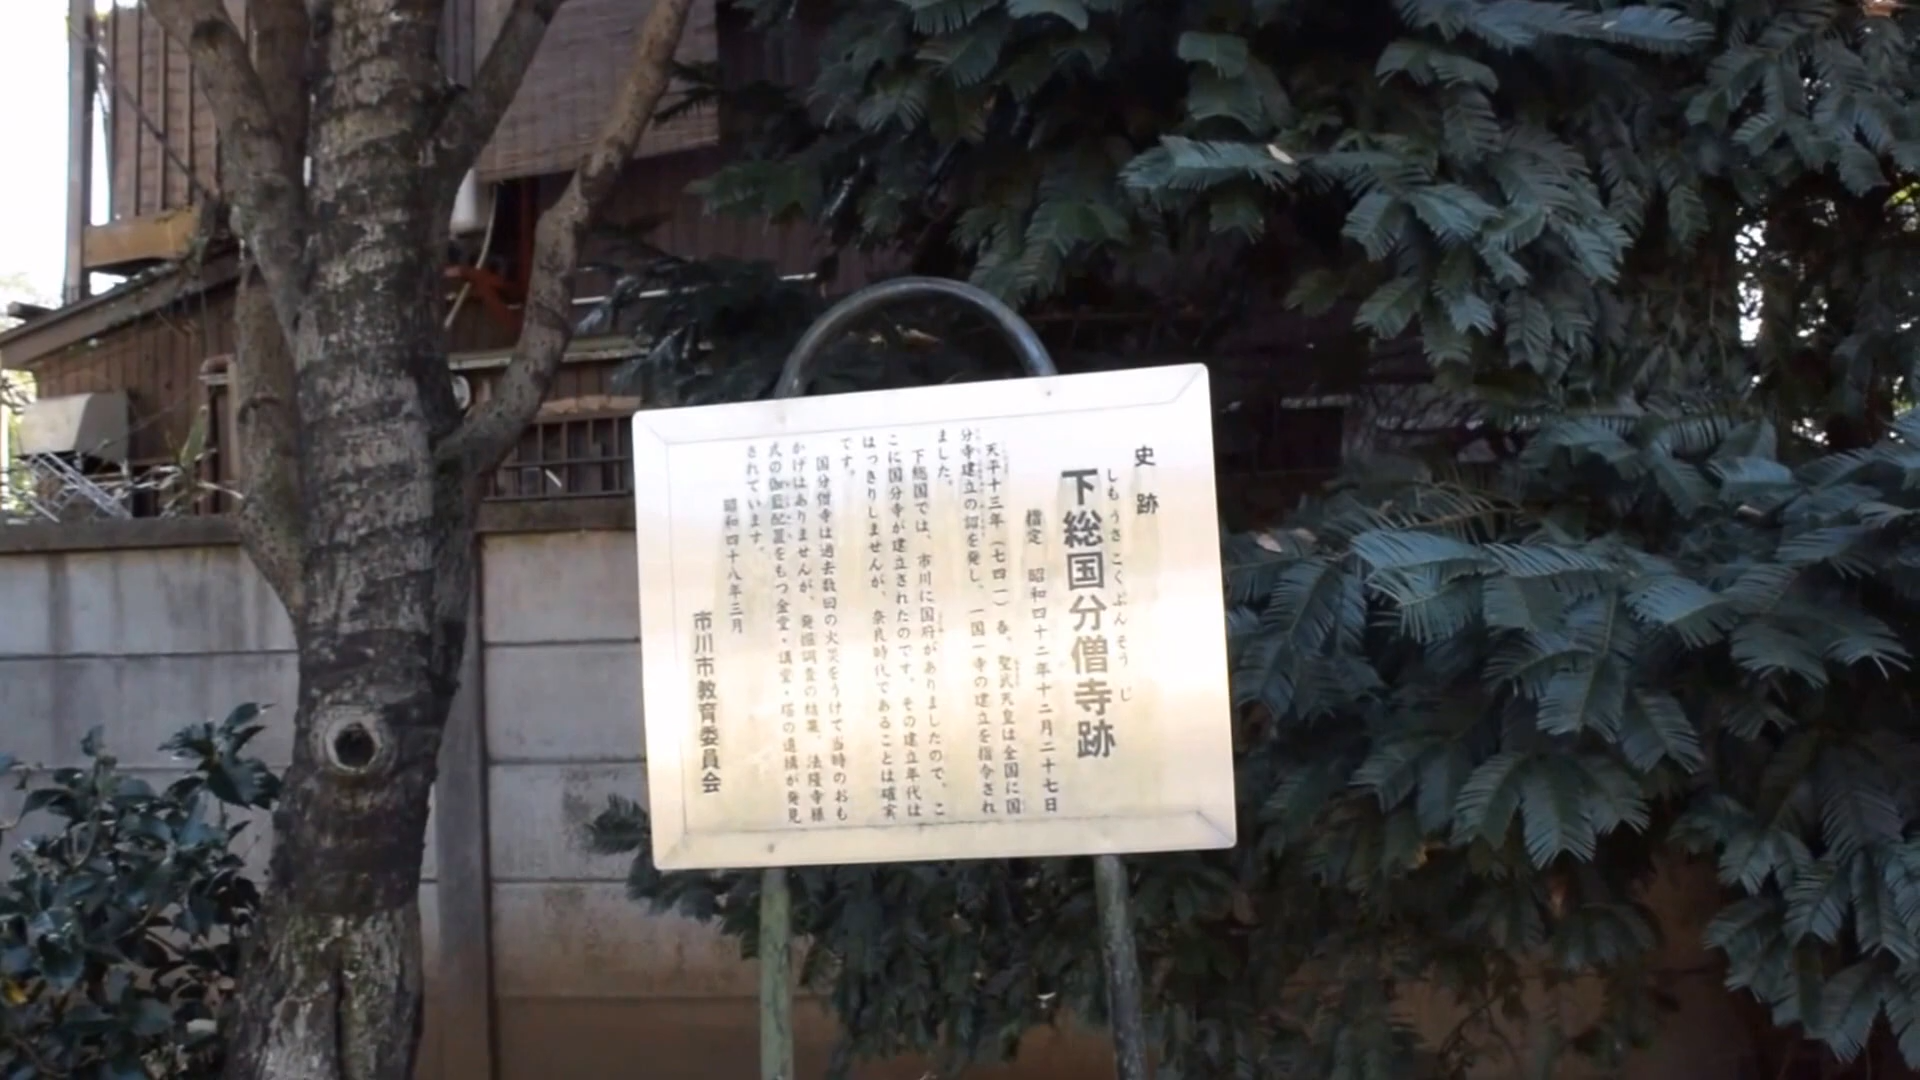 史跡
しもうさこくぶんそうじ
下総国分僧寺跡
指定 昭和四十二年十二月二十七日
天平十三年（七四一）春、聖武天皇は全国に国
分寺建立の詔を発し、一国一寺の建立を指令され
ました。
下総国では、市川に国府がありましたので、こ
こに国分寺が建立されたのです。その建立年代は
はっきりしませんが、奈良時代であることは確実
です。
国分僧寺は過去数回の火災をうけて当時のおも
かげはありませんが、発掘調査の結果、法隆寺様
式の伽藍配置をもつ金堂・講堂・塔の遺構が発見
されています。
昭和四十八年三月
市川市教育委員会